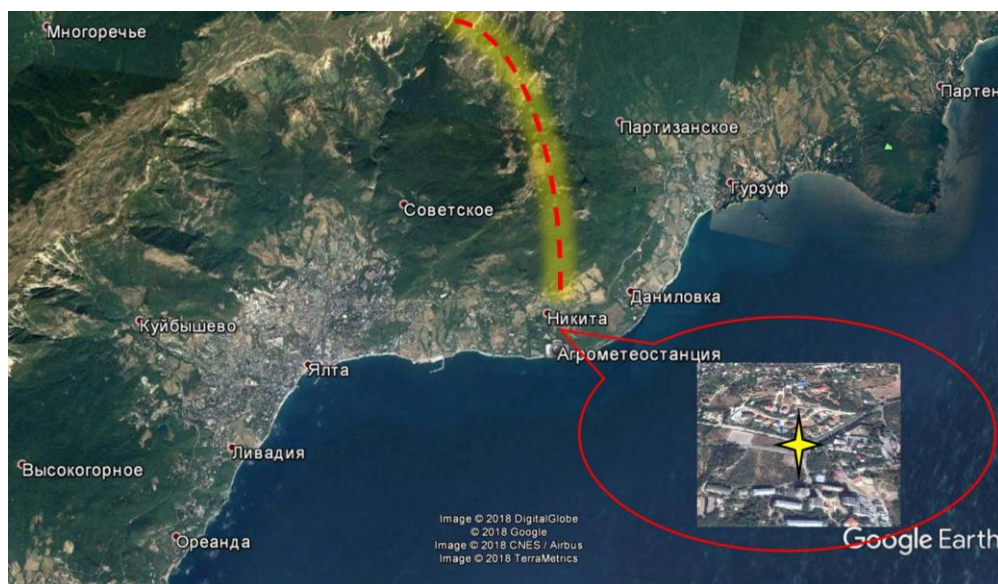 Многоречье
Партен
Партизанское
Гурзуф
Советское
Даниловка
Никита
Куйбышево
Агрометеостанция
Ялта
Ливадия
Высокогорное
Ореанда
Image © 2018 DigitalGlobe
© 2018 Google
Image © 2018 CNES / Airbus
Image © 2018 TerraMetrics
Google Earth